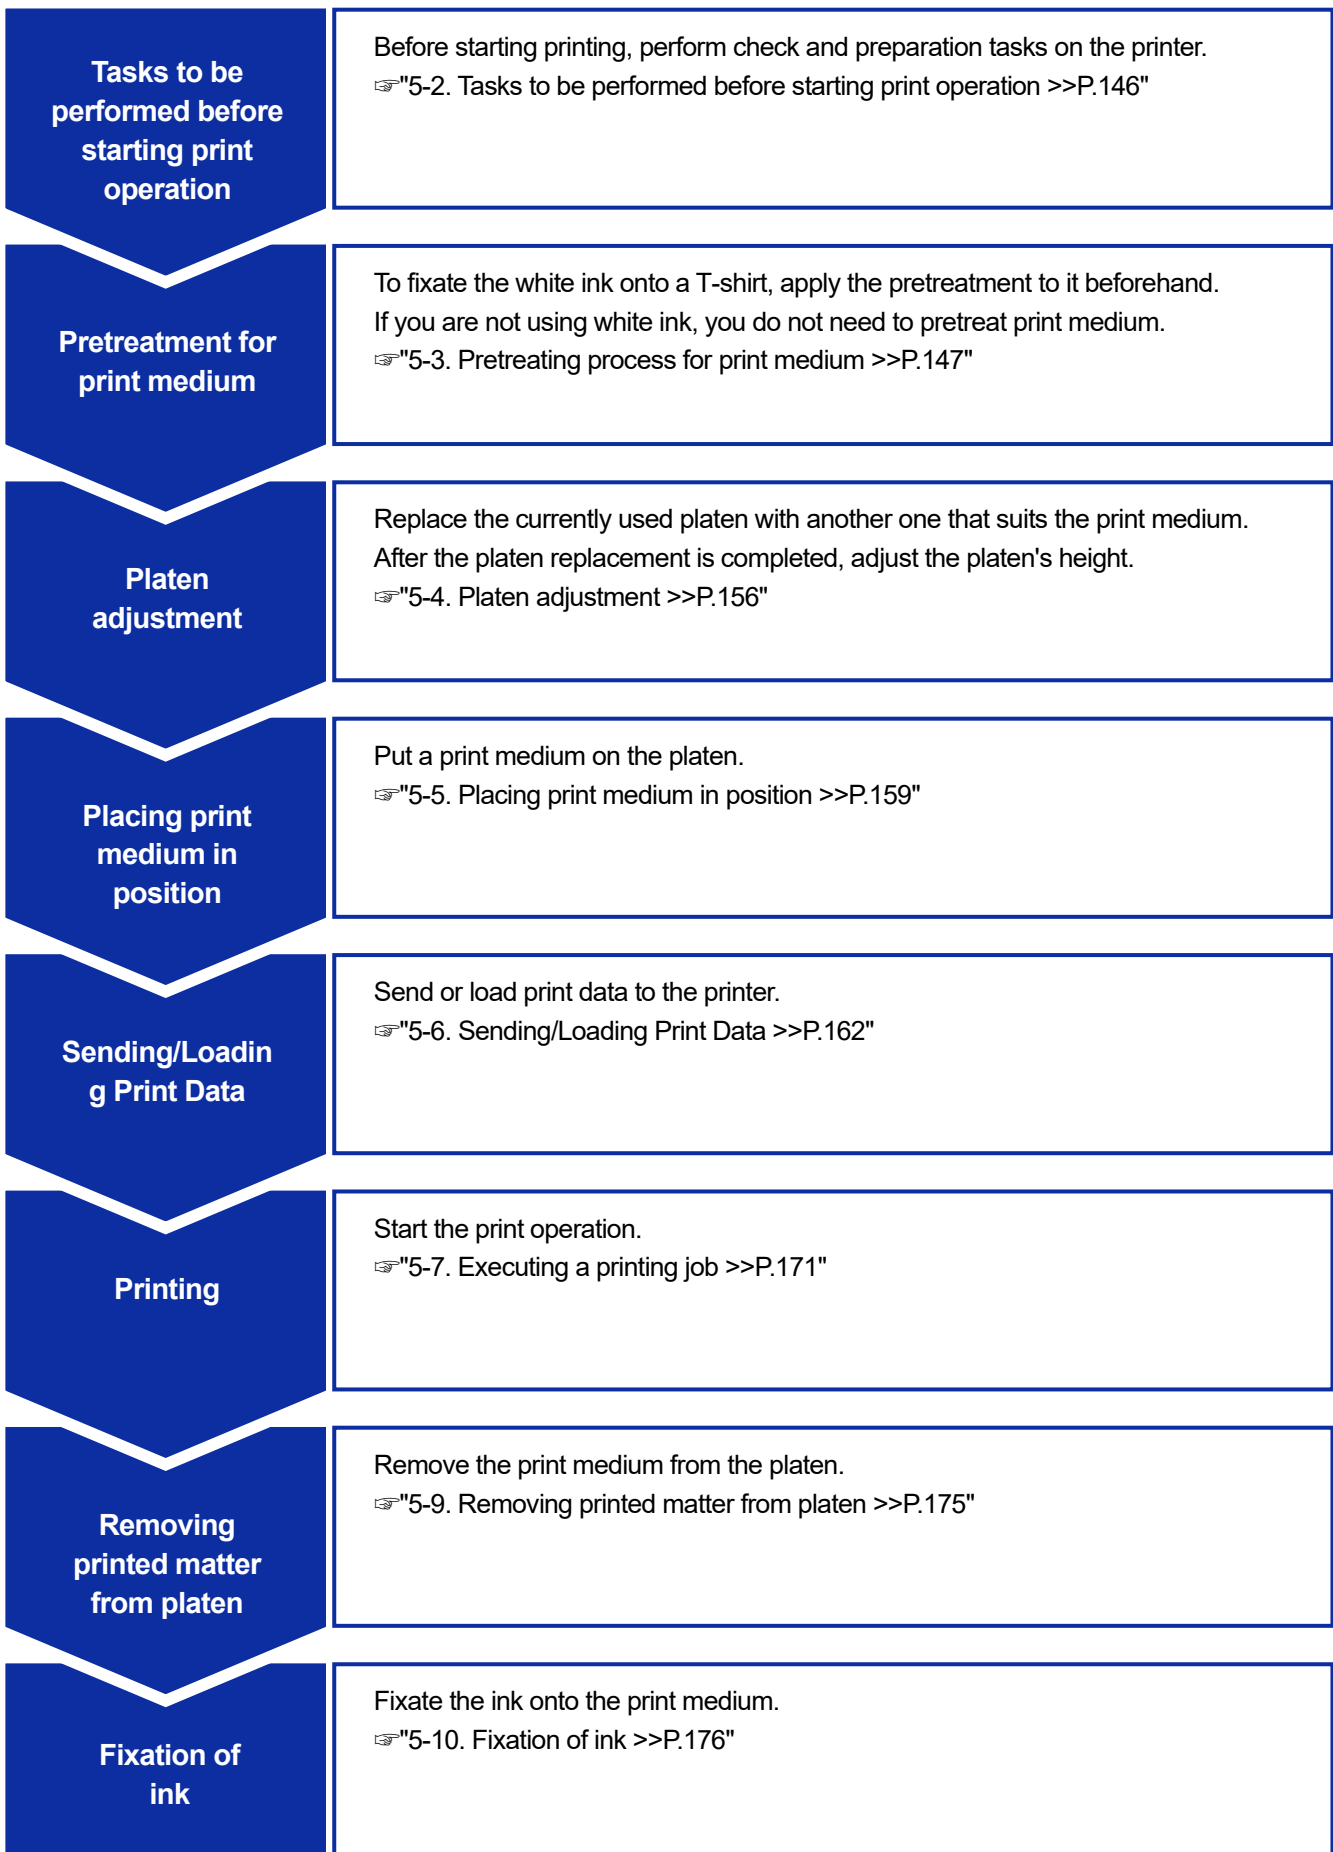 Tasks to be
performed before
starting print
operation
Before starting printing, perform check and preparation tasks on the printer.
☞"5-2. Tasks to be performed before starting print operation >>P.146"
Pretreatment for
print medium
To fixate the white ink onto a T-shirt, apply the pretreatment to it beforehand.
If you are not using white ink, you do not need to pretreat print medium.
☞"5-3. Pretreating process for print medium >>P.147"
Platen
adjustment
Replace the currently used platen with another one that suits the print medium.
After the platen replacement is completed, adjust the platen's height.
☞"5-4. Platen adjustment >>P.156"
Placing print
medium in
position
Put a print medium on the platen.
☞"5-5. Placing print medium in position >>P.159"
Sending/Loadin
g Print Data
Send or load print data to the printer.
☞"5-6. Sending/Loading Print Data >>P.162"
Printing
Start the print operation.
☞"5-7. Executing a printing job >>P.171"
Removing
printed matter
from platen
Remove the print medium from the platen.
☞"5-9. Removing printed matter from platen >>P.175"
Fixation of
ink
Fixate the ink onto the print medium.
☞"5-10. Fixation of ink >>P.176"